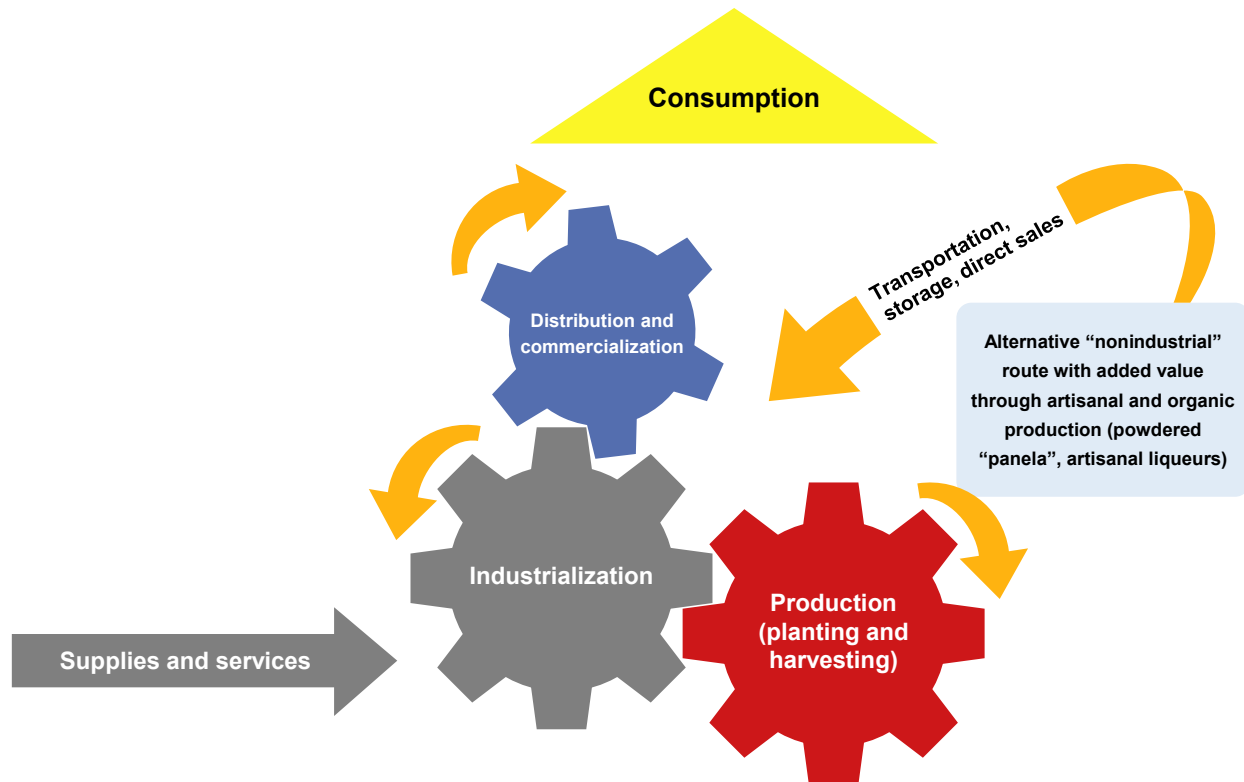 Consumption
Transportation,
storage, direct sales
Distribution and
commercialization
Alternative “nonindustrial”
route with added value
through artisanal and organic
production (powdered
“panela”, artisanal liqueurs)
Industrialization
Production
(planting and
harvesting)
Supplies and services